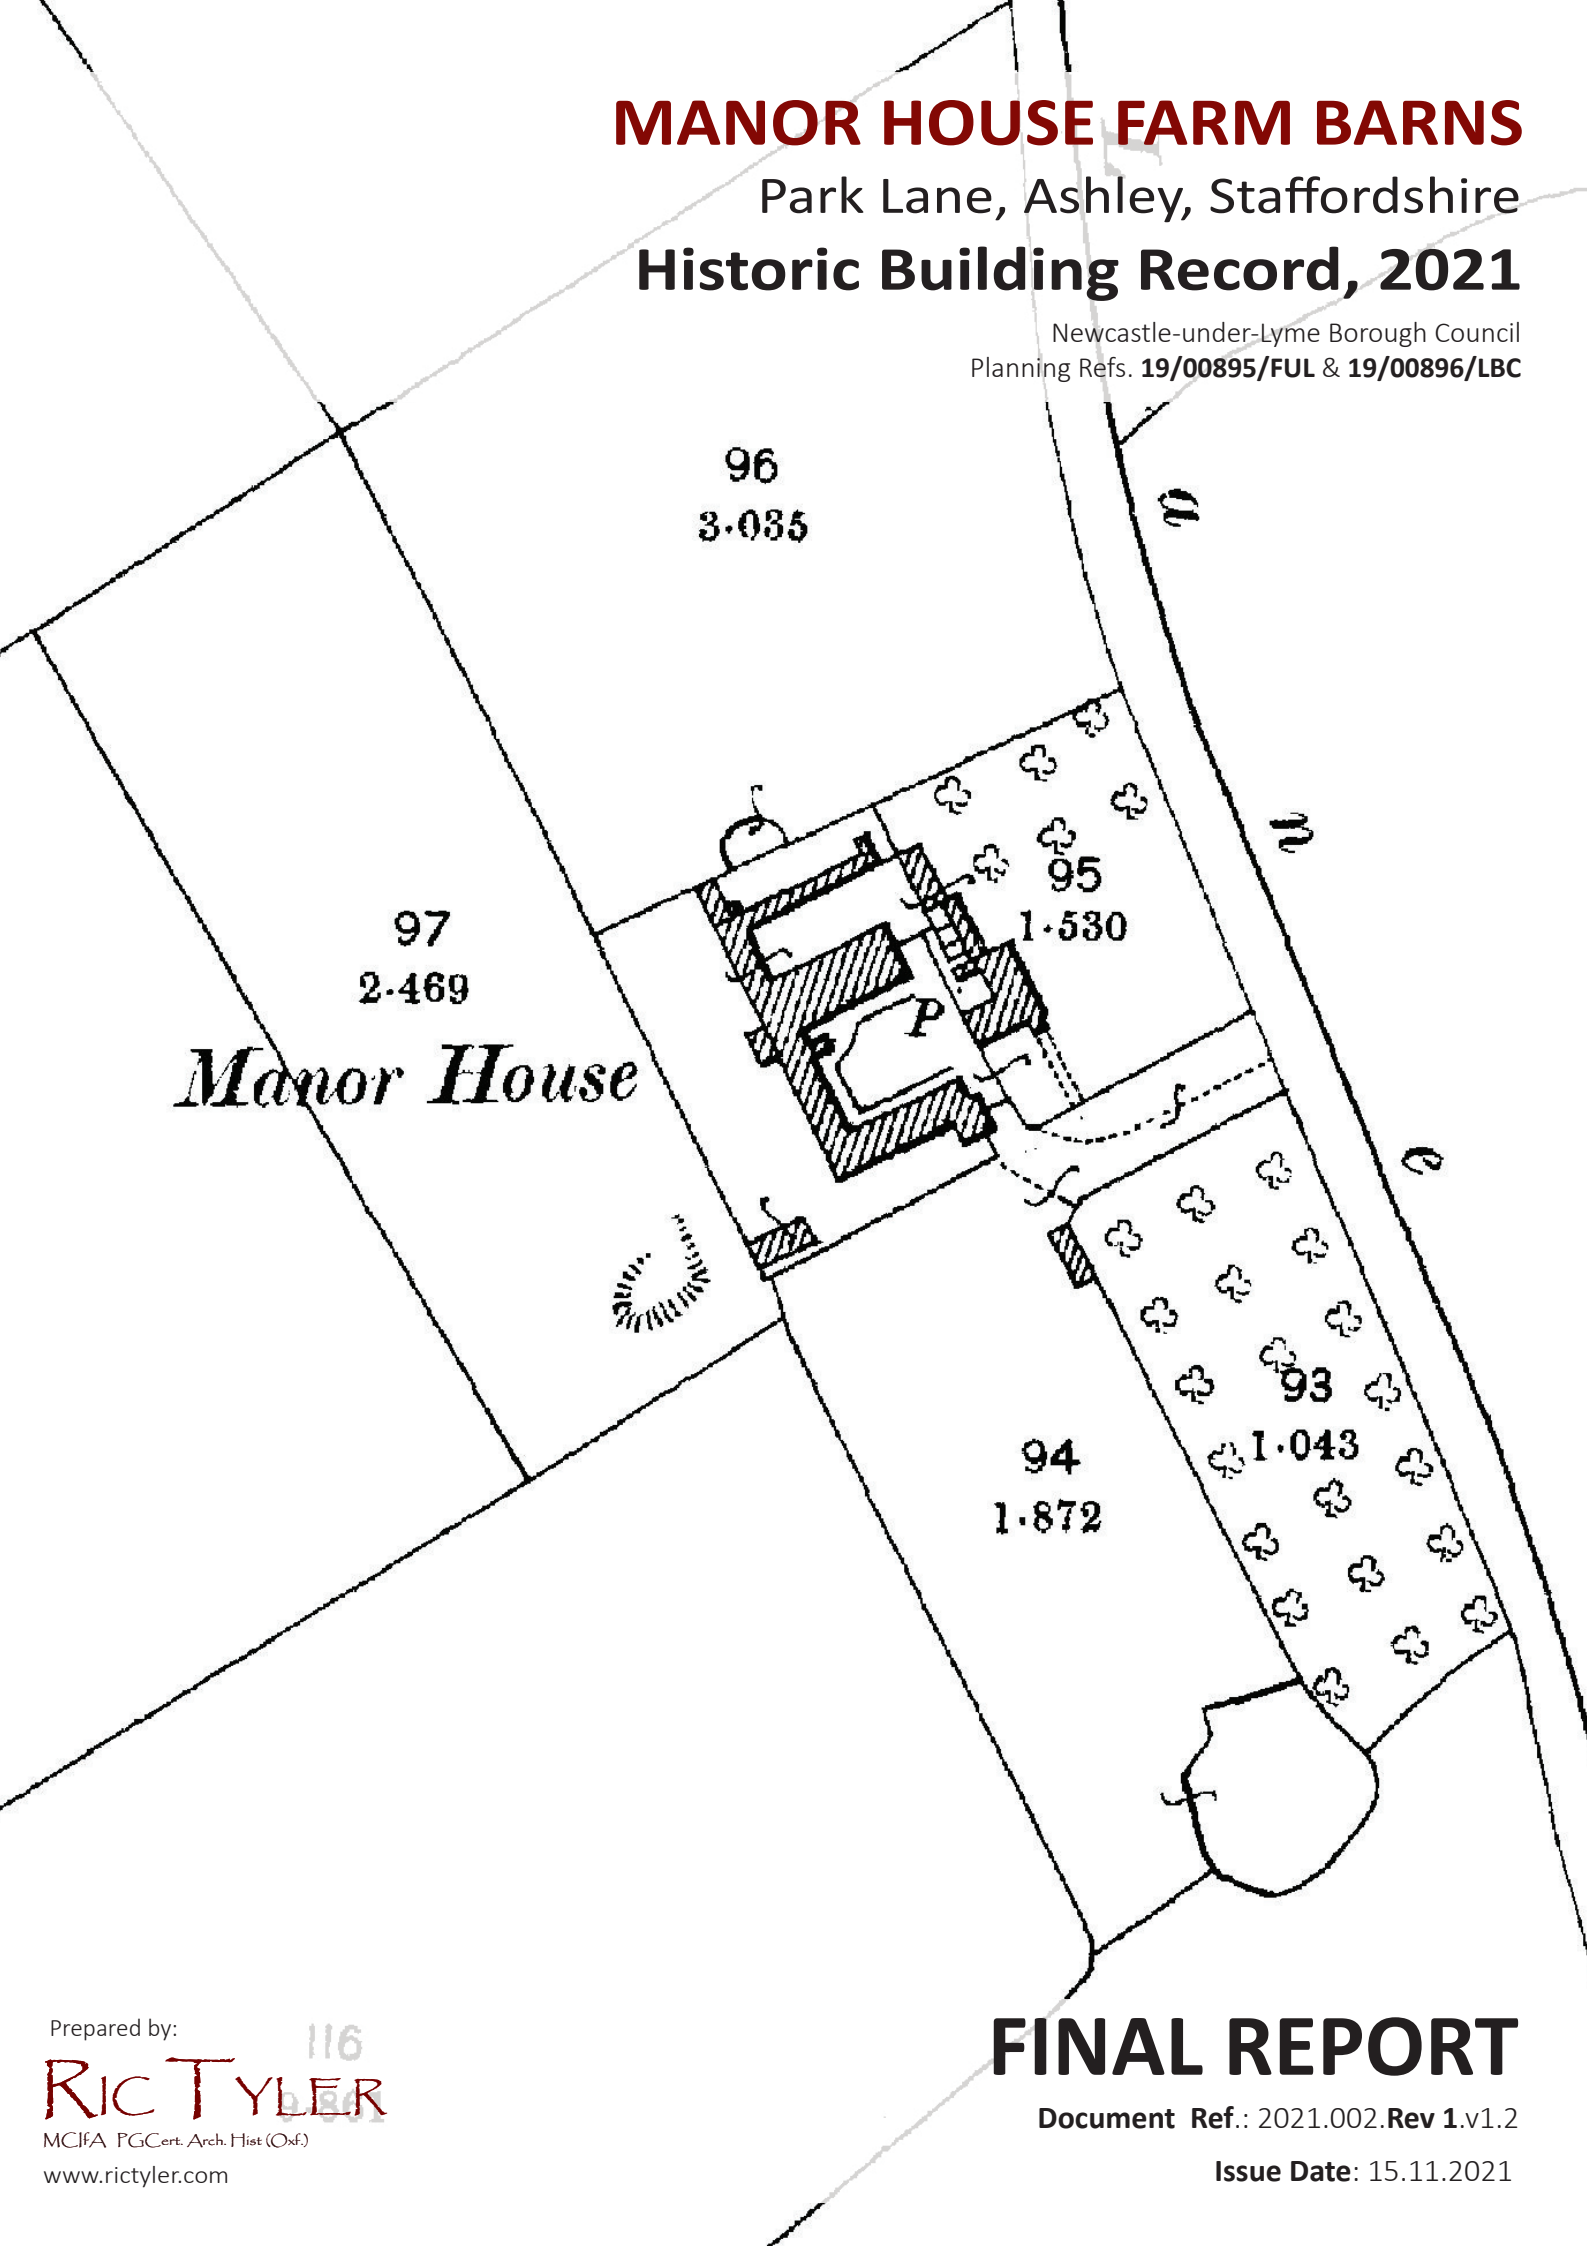 MANOR HOUSE FARM BARNS
Park Lane, Ashley, Staffordshire
Historic Building Record, 2021
Newcastle-under-Lyme Borough Council
Planning Refs. 19/00895/FUL & 19/00896/LBC
96
3·035
a
n
95
1·530
97
2·469
P
Manor House
e
93
1·043
94
1·872
FINAL REPORT
Prepared by:
116
RIC TYLER
9·861
MCIfA PGCert. Arch. Hist (Oxf.)
www.rictyler.com
Document Ref.: 2021.002.Rev 1.v1.2
Issue Date: 15.11.2021